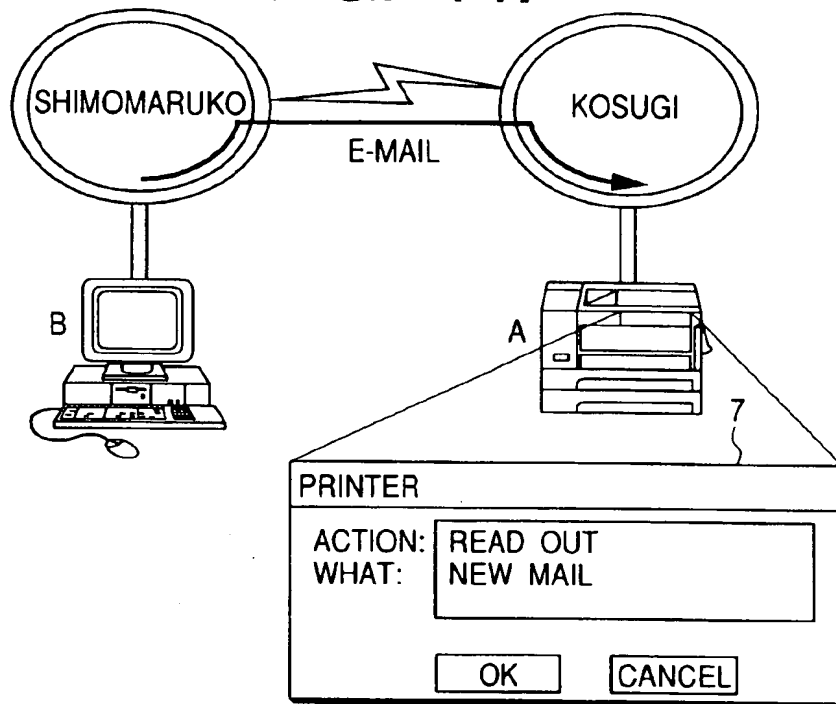 SHIMOMARUKO
KOSUGI
E-MAIL
B
A
7
PRINTER
ACTION: READ OUT
WHAT: NEW MAIL
OK
CANCEL